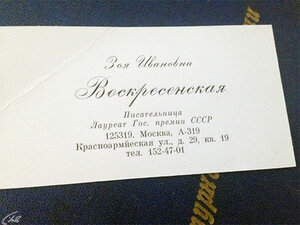 Зоя Ивановна
Воскресенская
Писательница
Лауреат Гос. премии СССР
125319. Москва, А-319
Красноармейская ул., д. 29, кв. 19
тел. 152-47-01